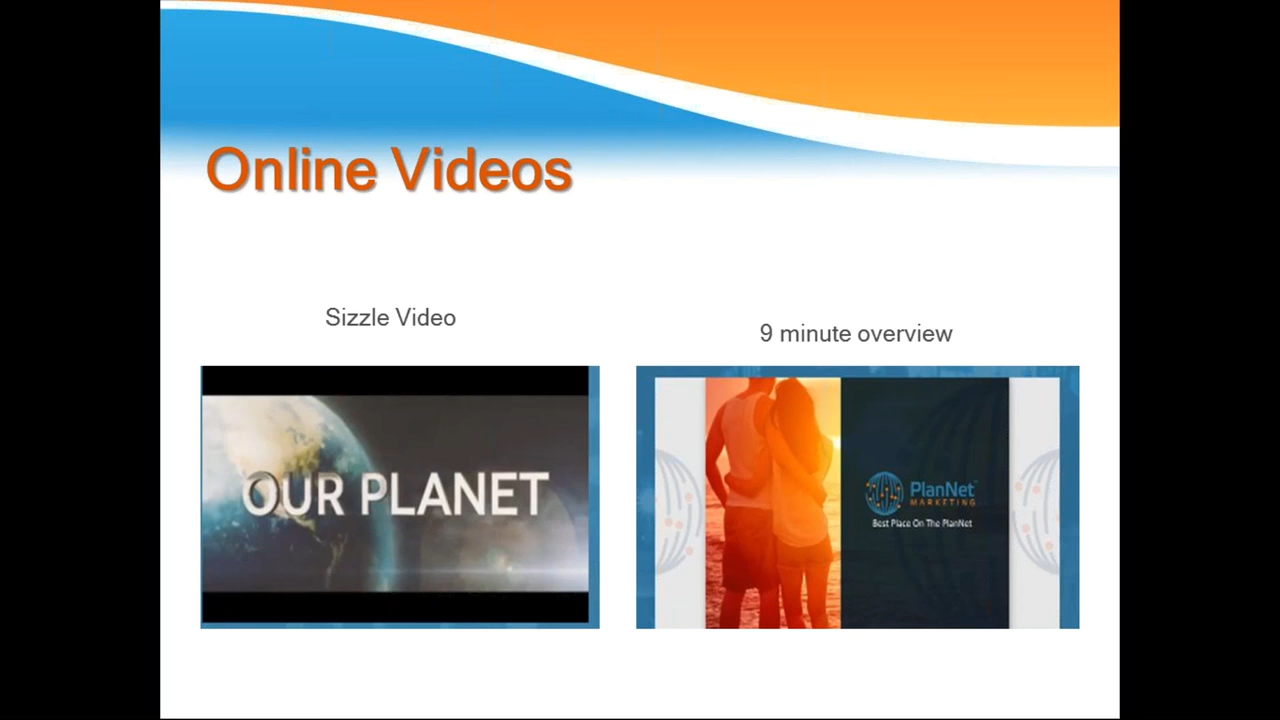 Online Videos
Sizzle Video
9 minute overview
OUR PLANET
PlanNet
MARKETING
Best Place On The PlanNet